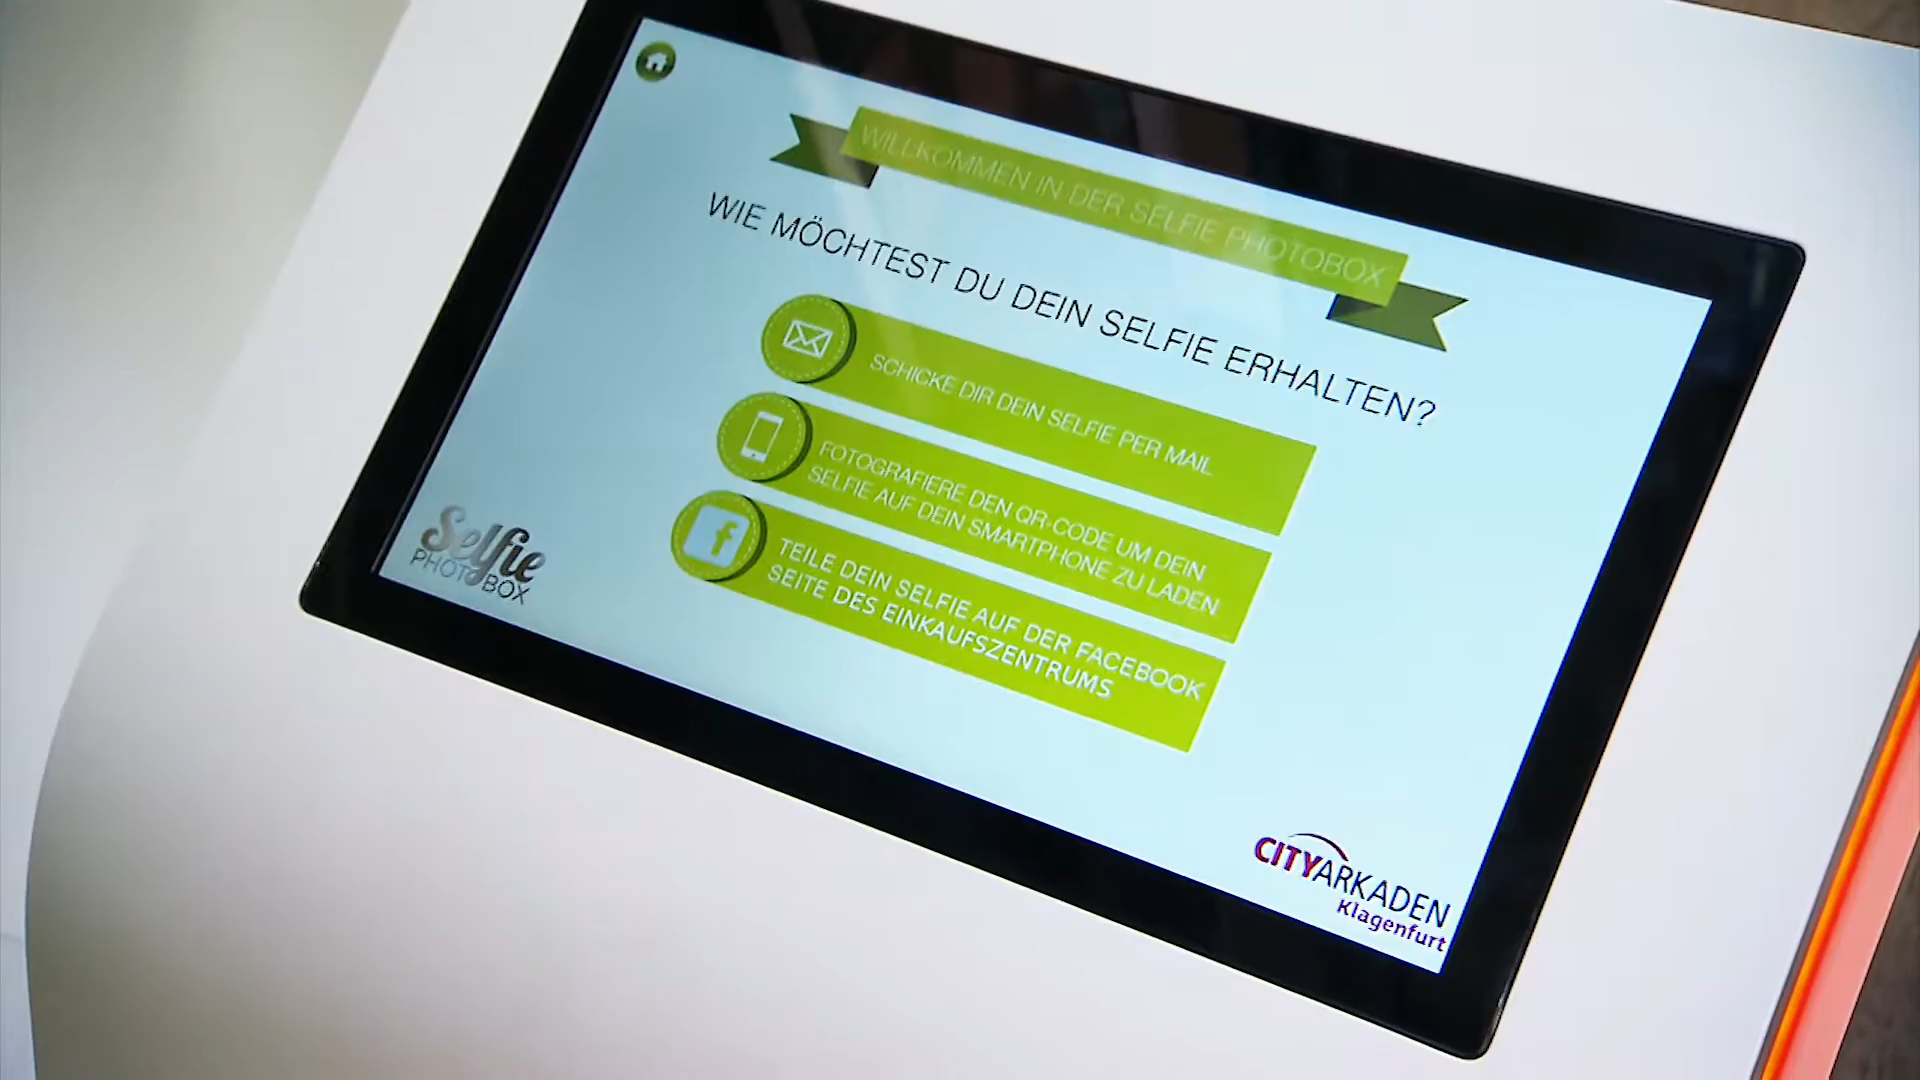 WILLKOMMEN IN DER SELFIE PHOTOBOX
WIE MÖCHTEST DU DEIN SELFIE ERHALTEN?
SCHICKE DIR DEIN SELFIE PER MAIL
FOTOGRAFIERE DEN QR-CODE UM DEIN
SELFIE AUF DEIN SMARTPHONE ZU LADEN
f
TEILE DEIN SELFIE AUF DER FACEBOOK
SEITE DES EINKAUFSZENTRUMS
Selfie
PHOTOBOX
CITYARKADEN
Klagenfurt